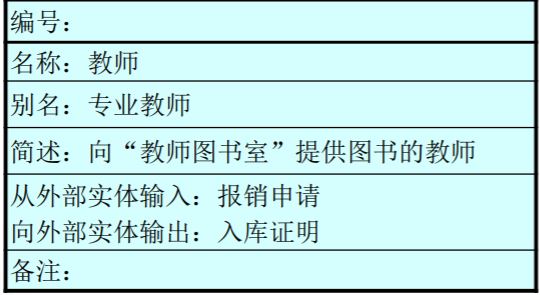 编号：
名称：教师
别名：专业教师
简述：向“教师图书室”提供图书的教师
从外部实体输入：报销申请
向外部实体输出：入库证明
备注：